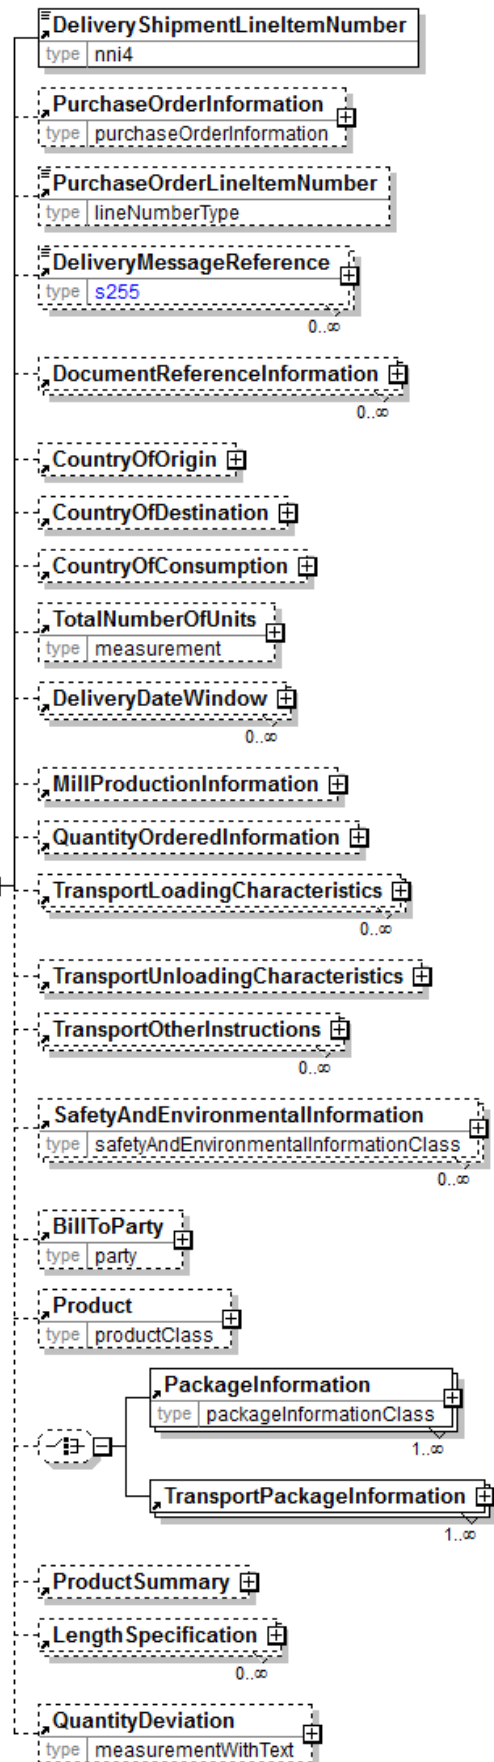 DeliveryShipmentLineItemNumber
type nni4
PurchaseOrderInformation
type purchaseOrderInformation
PurchaseOrderLineItemNumber
type lineNumberType
DeliveryMessageReference
type s255
0..∞
DocumentReferenceInformation
0..∞
CountryOfOrigin
CountryOfDestination
CountryOfConsumption
TotalNumberOfUnits
type measurement
DeliveryDateWindow
0..∞
MillProductionInformation
QuantityOrderedInformation
TransportLoadingCharacteristics
0..∞
TransportUnloadingCharacteristics
TransportOtherInstructions
0..∞
SafetyAndEnvironmentalInformation
type safetyAndEnvironmentalInformationClass
0..∞
BillToParty
type party
Product
type productClass
PackageInformation
type packageInformationClass
1..∞
TransportPackageInformation
1..∞
ProductSummary
LengthSpecification
0..∞
QuantityDeviation
type measurementWithText